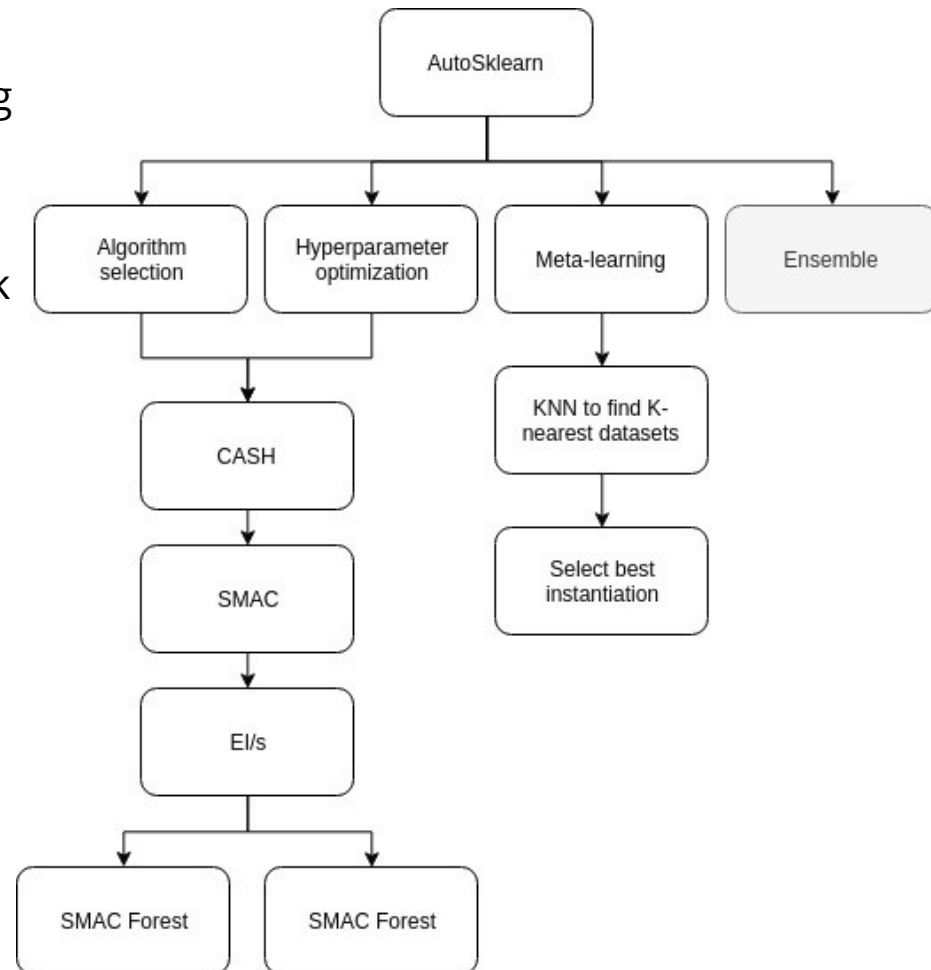 AutoSklearn
g
Algorithm
selection
Hyperparameter
optimization
Meta-learning
Ensemble
k
KNN to find K-
nearest datasets
CASH
Select best
instantiation
SMAC
EI/s
SMAC Forest
SMAC Forest